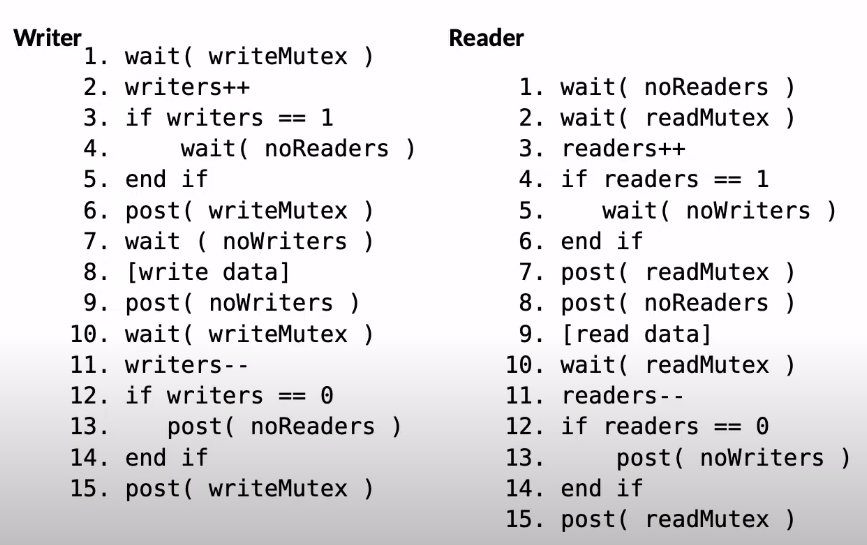 Writer
1. wait( writeMutex )
2. writers++
3. if writers == 1
4.     wait( noReaders )
5. end if
6. post( writeMutex )
7. wait ( noWriters )
8. [write data]
9. post( noWriters )
10. wait( writeMutex )
11. writers--
12. if writers == 0
13.    post( noReaders )
14. end if
15. post( writeMutex )
Reader
1. wait( noReaders )
2. wait( readMutex )
3. readers++
4. if readers == 1
5.    wait( noWriters )
6. end if
7. post( readMutex )
8. post( noReaders )
9. [read data]
10. wait( readMutex )
11. readers--
12. if readers == 0
13.     post( noWriters )
14. end if
15. post( readMutex )